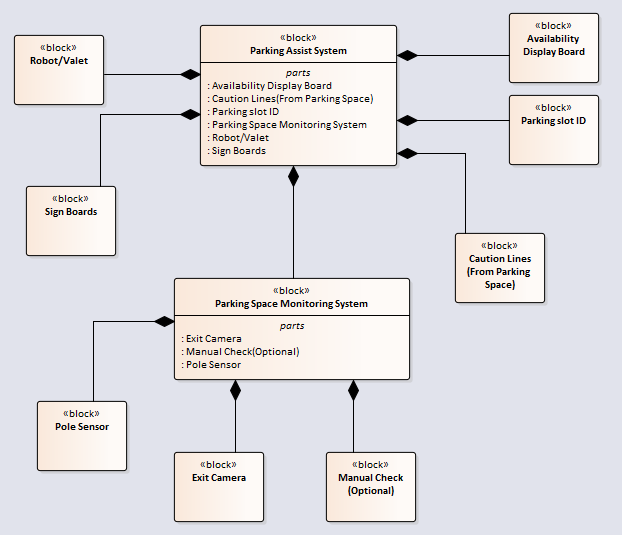 «block»
Robot/Valet
«block»
Parking Assist System
parts
: Availability Display Board
: Caution Lines(From Parking Space)
: Parking slot ID
: Parking Space Monitoring System
: Robot/Valet
: Sign Boards
«block»
Availability
Display Board
«block»
Parking slot ID
«block»
Sign Boards
«block»
Caution Lines
(From Parking
Space)
«block»
Parking Space Monitoring System
parts
: Exit Camera
: Manual Check(Optional)
: Pole Sensor
«block»
Pole Sensor
«block»
Exit Camera
«block»
Manual Check
(Optional)